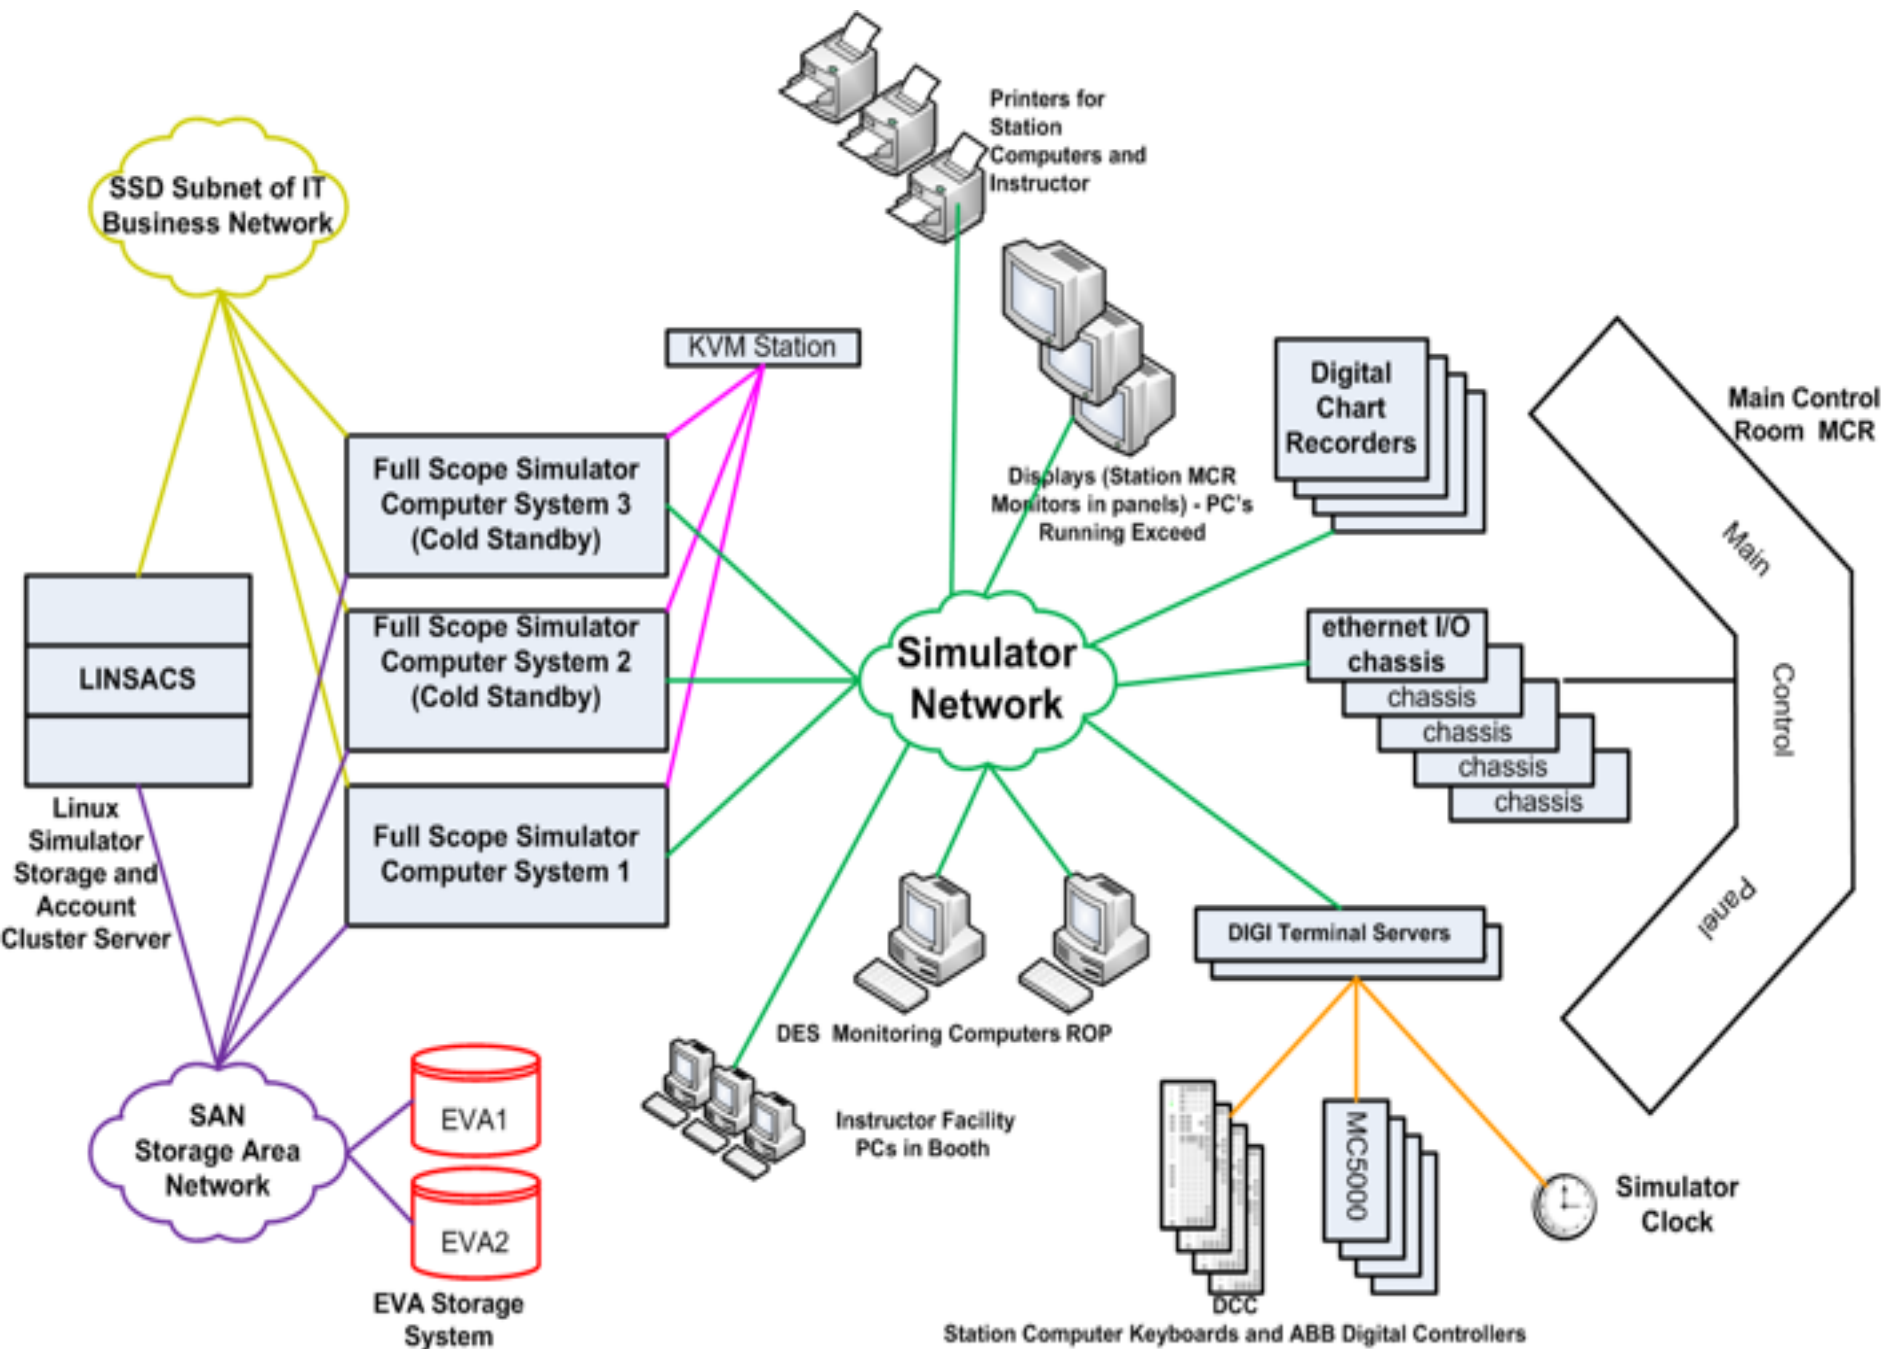 Printers for
Station
Computers and
Instructor
SSD Subnet of IT
Business Network
KVM Station
Digital
Chart
Recorders
Main Control
Room MCR
Full Scope Simulator
Computer System 3
(Cold Standby)
Displays (Station MCR
Monitors in panels) - PC's
Running Exceed
Main
Control
Panel
LINSACS
Full Scope Simulator
Computer System 2
(Cold Standby)
Simulator
Network
ethernet I/O
chassis
chassis
chassis
chassis
chassis
Linux
Simulator
Storage and
Account
Cluster Server
Full Scope Simulator
Computer System 1
DIGI Terminal Servers
DES Monitoring Computers ROP
SAN
Storage Area
Network
EVA1
EVA2
EVA Storage
System
Instructor Facility
PCs in Booth
MC5000
Simulator
Clock
DCC
Station Computer Keyboards and ABB Digital Controllers